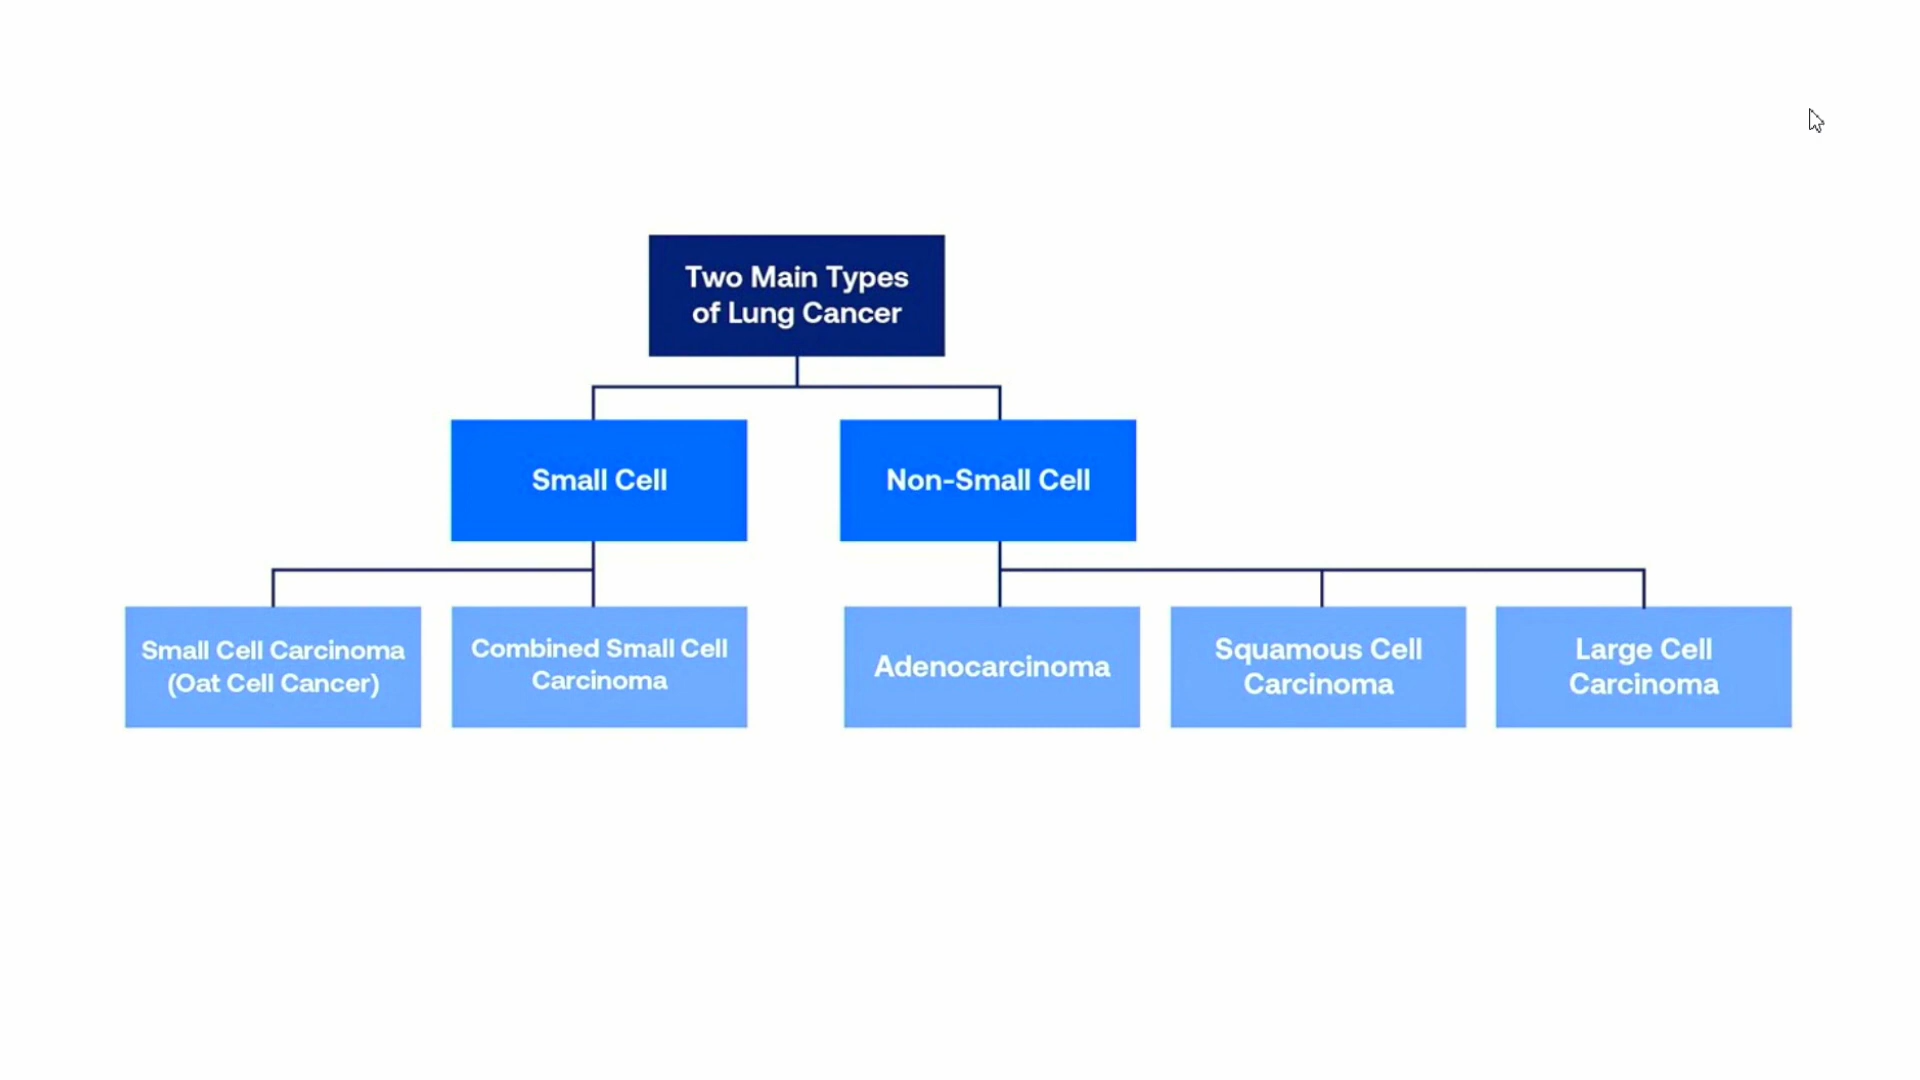 Two Main Types
of Lung Cancer
Small Cell
Non-Small Cell
Small Cell Carcinoma
(Oat Cell Cancer)
Combined Small Cell
Carcinoma
Adenocarcinoma
Squamous Cell
Carcinoma
Large Cell
Carcinoma